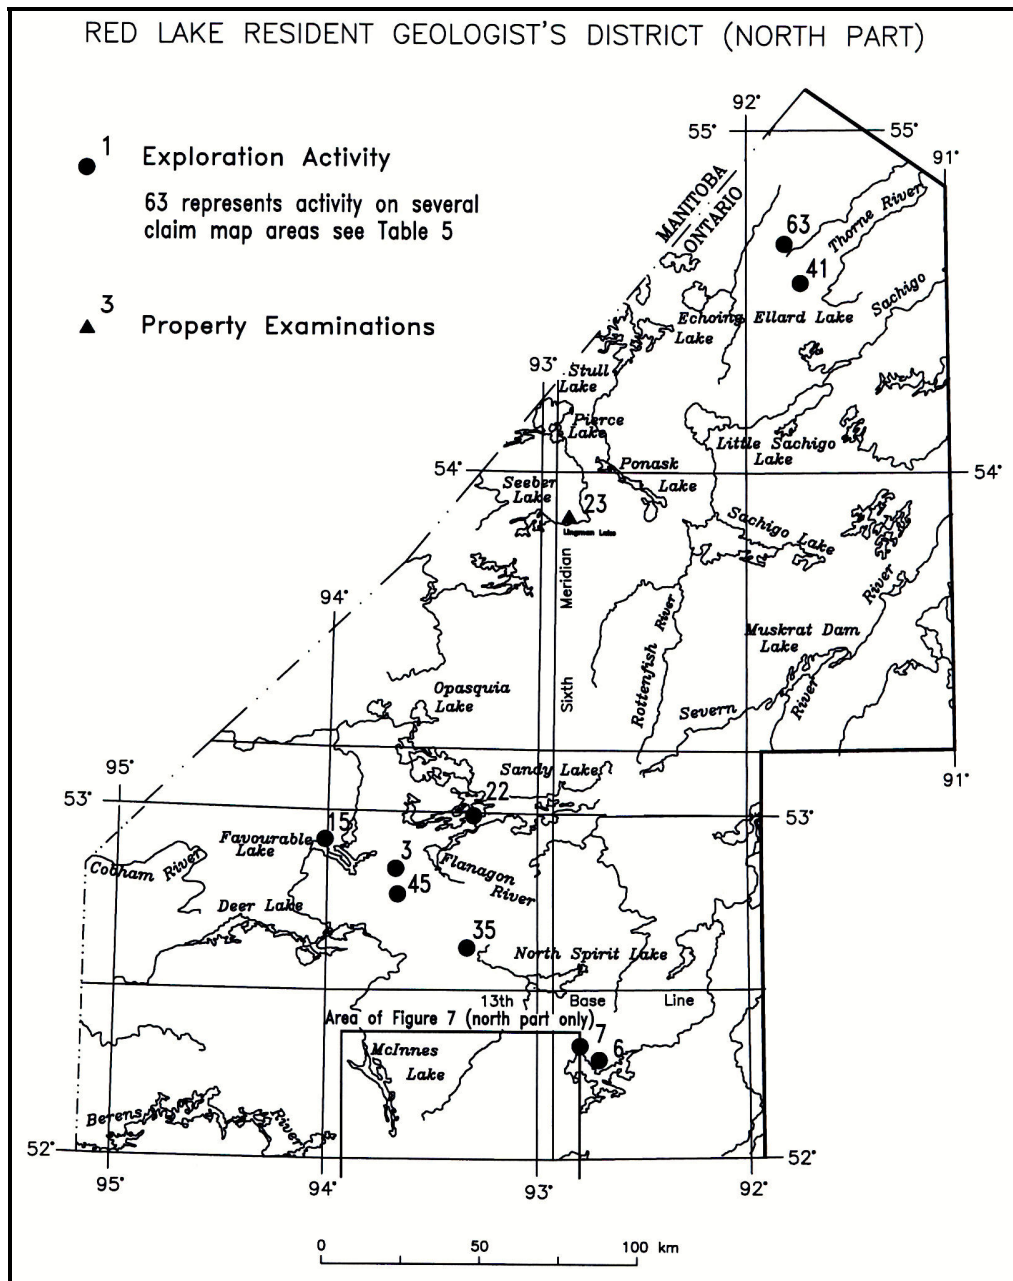 RED LAKE RESIDENT GEOLOGIST'S DISTRICT (NORTH PART)
1
Exploration Activity
63 represents activity on several
claim map areas see Table 5
3
Property Examinations
92°
55°
55°
91°
MANITOBA
ONTARIO
63
Thorne River
41
Sachigo
Echoing
Lake
Ellard Lake
93°
Stull
Lake
Pierce
Lake
Little Sachigo
Lake
54°
54°
Ponask
Lake
Seeber
Lake
23
Lingman Lake
Sachigo Lake
Meridian
River
94°
Rottenfish River
Muskrat Dam
Lake
Opasquia
Lake
Sixth
Severn
River
95°
91°
Sandy Lake
53°
22
53°
15
Favourable
Lake
3
Flanagon
River
Cobham River
45
Deer Lake
35
North Spirit Lake
13th Base Line
Area of Figure 7 (north part only)
7
6
McInnes
Lake
Berens
River
52°
52°
95°
94°
93°
92°
0 50 100 km